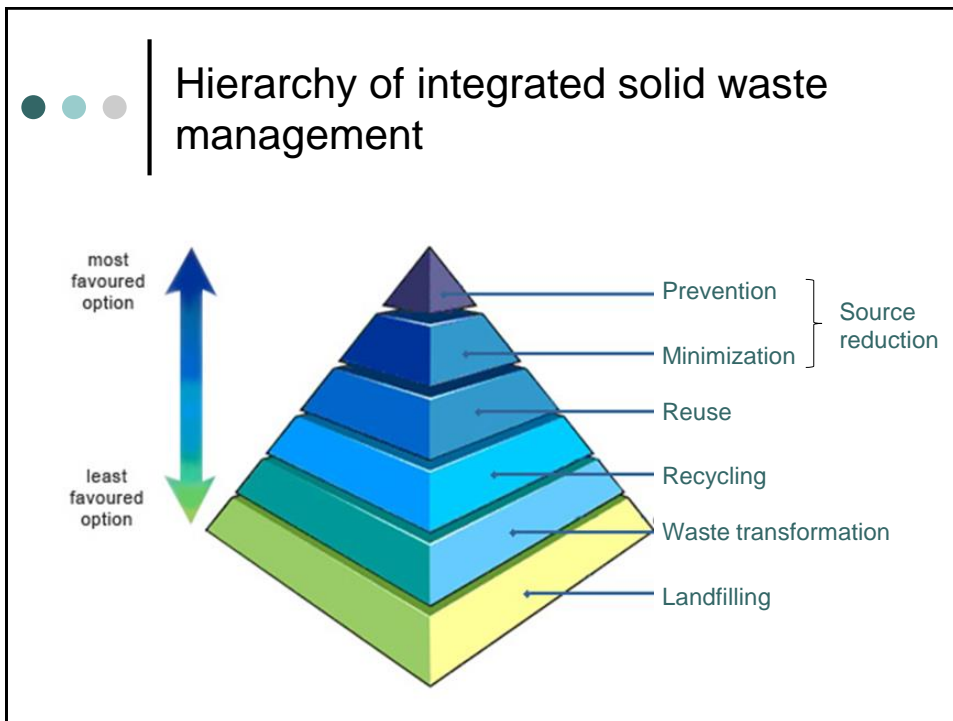 Hierarchy of integrated solid waste
management
most
favoured
option
Prevention
Source
reduction
Minimization
Reuse
Recycling
least
favoured
option
Waste transformation
Landfilling